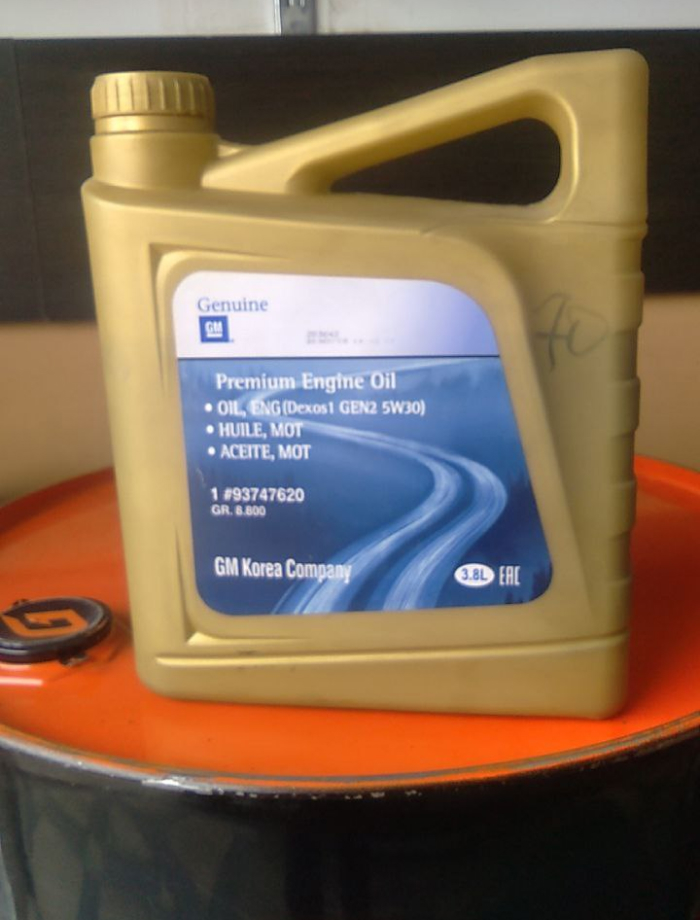 Genuine
GM
Premium Engine Oil
• OIL, ENG(Dexos1 GEN2 5W30)
• HUILE, MOT
• ACEITE, MOT
1 #93747620
GR. 8.800
GM Korea Company
3.8L EAC
70